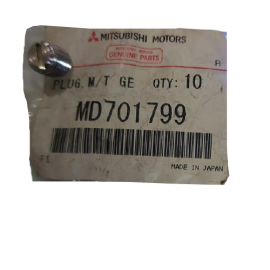 MITSUBISHI MOTORS
GENUINE PARTS
R
PLUG, M/T GE QTY: 10
MD701799
MADE IN JAPAN